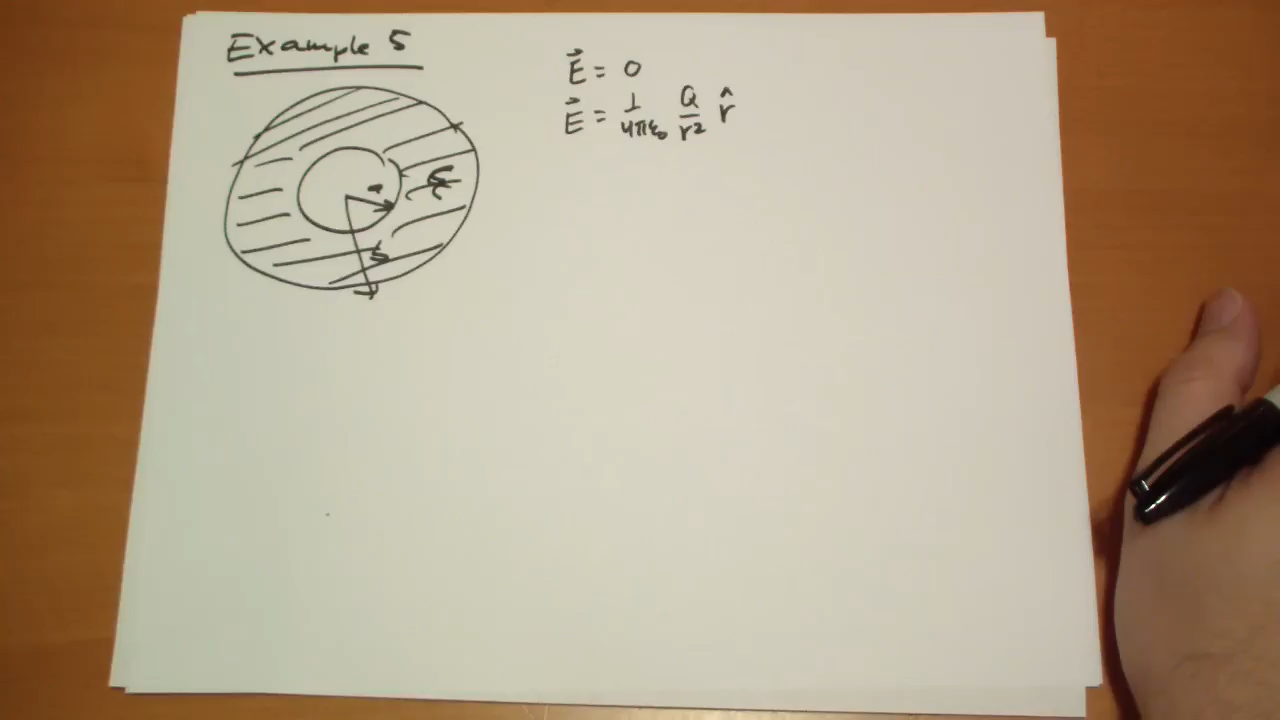 Example 5
E⃗ = 0
E⃗ = 1/4πε₀ Q/r² r̂
a
b